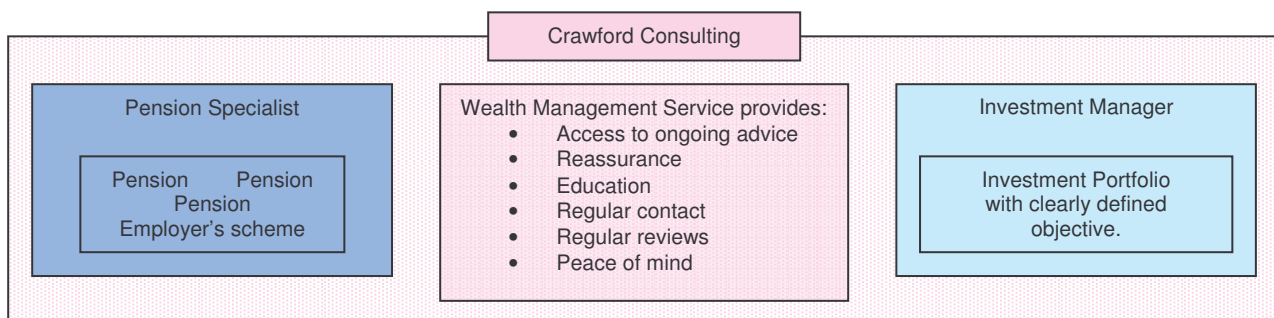 Crawford Consulting
Pension Specialist
Pension Pension
Pension
Employer's scheme
Wealth Management Service provides:
• Access to ongoing advice
• Reassurance
• Education
• Regular contact
• Regular reviews
• Peace of mind
Investment Manager
Investment Portfolio
with clearly defined
objective.